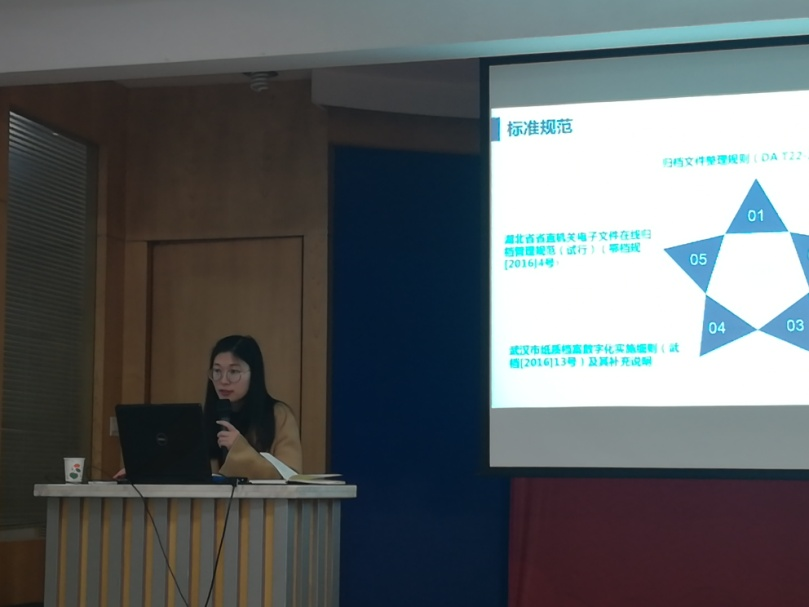 标准规范
归档文件整理规则（DA T22-
01
湖北省省直机关电子文件在线归
档管理规范（试行）（鄂档规
[2016]4号
05
04
03
武汉市纸质档案数字化实施细则（武
档[2016]13号）及其补充说明
DELL